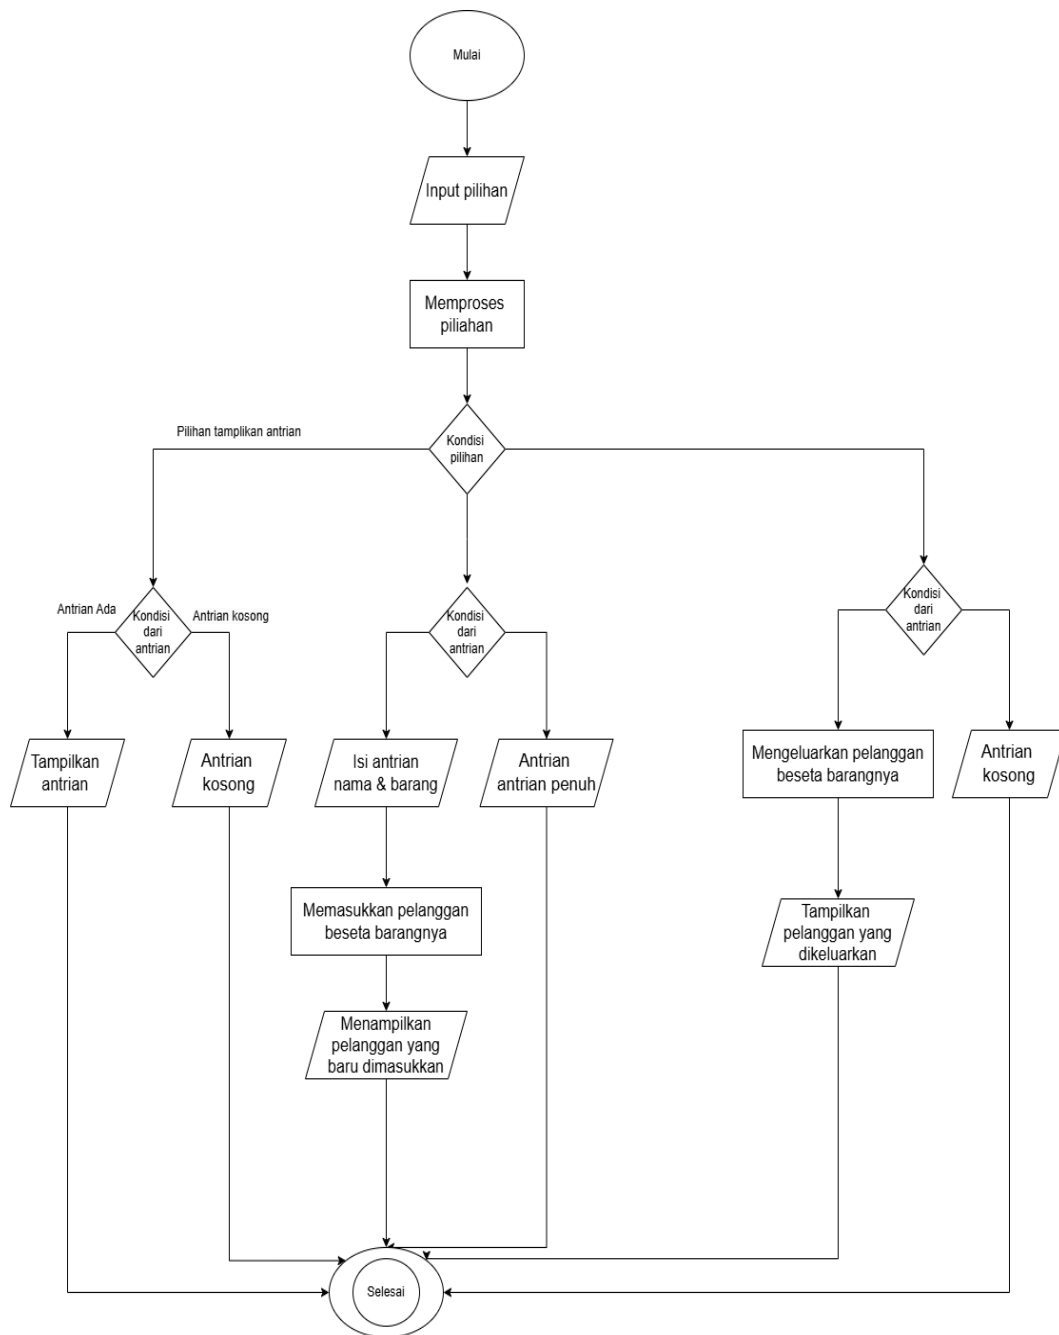 Mulai
Input pilihan
Memproses
piliahan
Kondisi
pilihan
Pilihan tamplikan antrian
Kondisi
dari
antrian
Antrian Ada
Antrian kosong
Kondisi
dari
antrian
Kondisi
dari
antrian
Tampilkan
antrian
Antrian
kosong
Isi antrian
nama & barang
Antrian
antrian penuh
Mengeluarkan pelanggan
beseta barangnya
Antrian
kosong
Memasukkan pelanggan
beseta barangnya
Tampilkan
pelanggan yang
dikeluarkan
Menampilkan
pelanggan yang
baru dimasukkan
Selesai